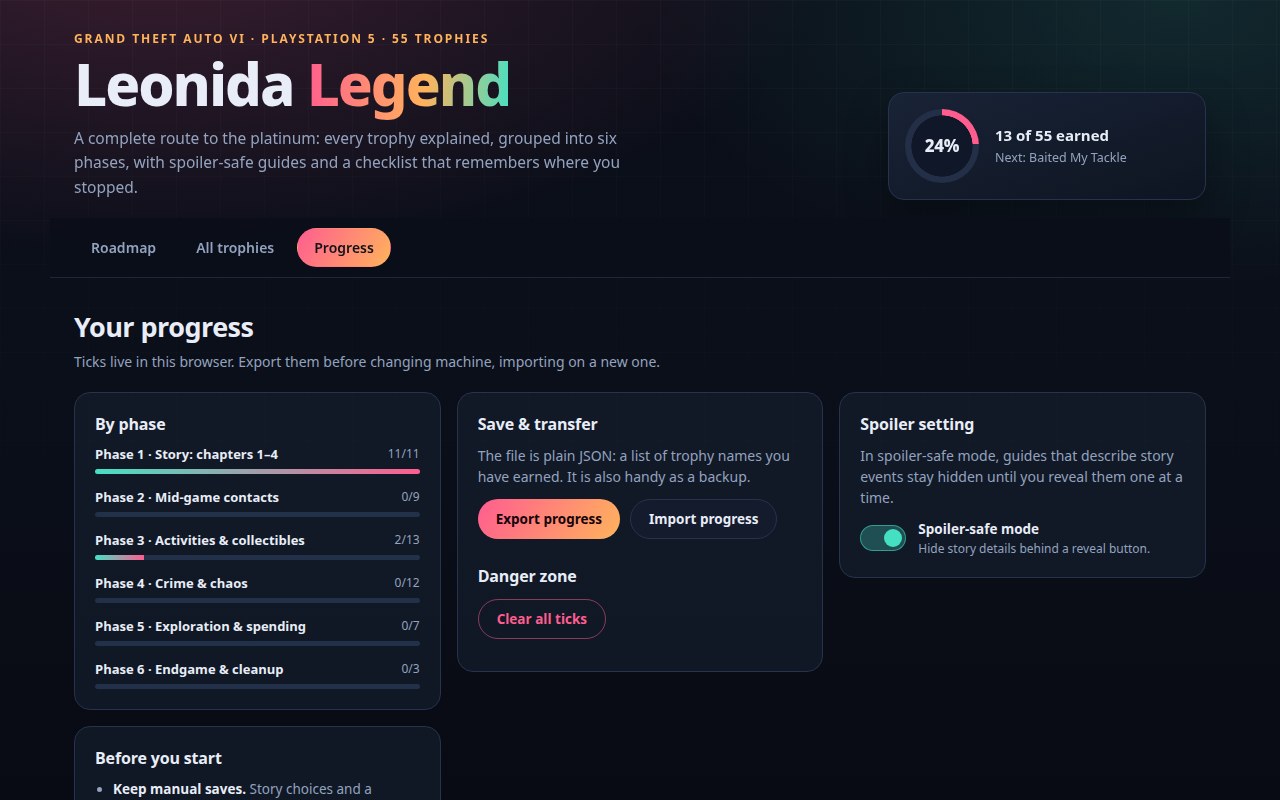 GRAND THEFT AUTO VI · PLAYSTATION 5 · 55 TROPHIES
Leonida Legend
A complete route to the platinum: every trophy explained, grouped into six
phases, with spoiler-safe guides and a checklist that remembers where you
stopped.
24%
13 of 55 earned
Next: Baited My Tackle
Roadmap
All trophies
Progress
Your progress
Ticks live in this browser. Export them before changing machine, importing on a new one.
By phase
Phase 1 · Story: chapters 1–4 11/11
Phase 2 · Mid-game contacts 0/9
Phase 3 · Activities & collectibles 2/13
Phase 4 · Crime & chaos 0/12
Phase 5 · Exploration & spending 0/7
Phase 6 · Endgame & cleanup 0/3
Save & transfer
The file is plain JSON: a list of trophy names you
have earned. It is also handy as a backup.
Export progress
Import progress
Danger zone
Clear all ticks
Spoiler setting
In spoiler-safe mode, guides that describe story
events stay hidden until you reveal them one at a
time.
Spoiler-safe mode
Hide story details behind a reveal button.
Before you start
• Keep manual saves. Story choices and a